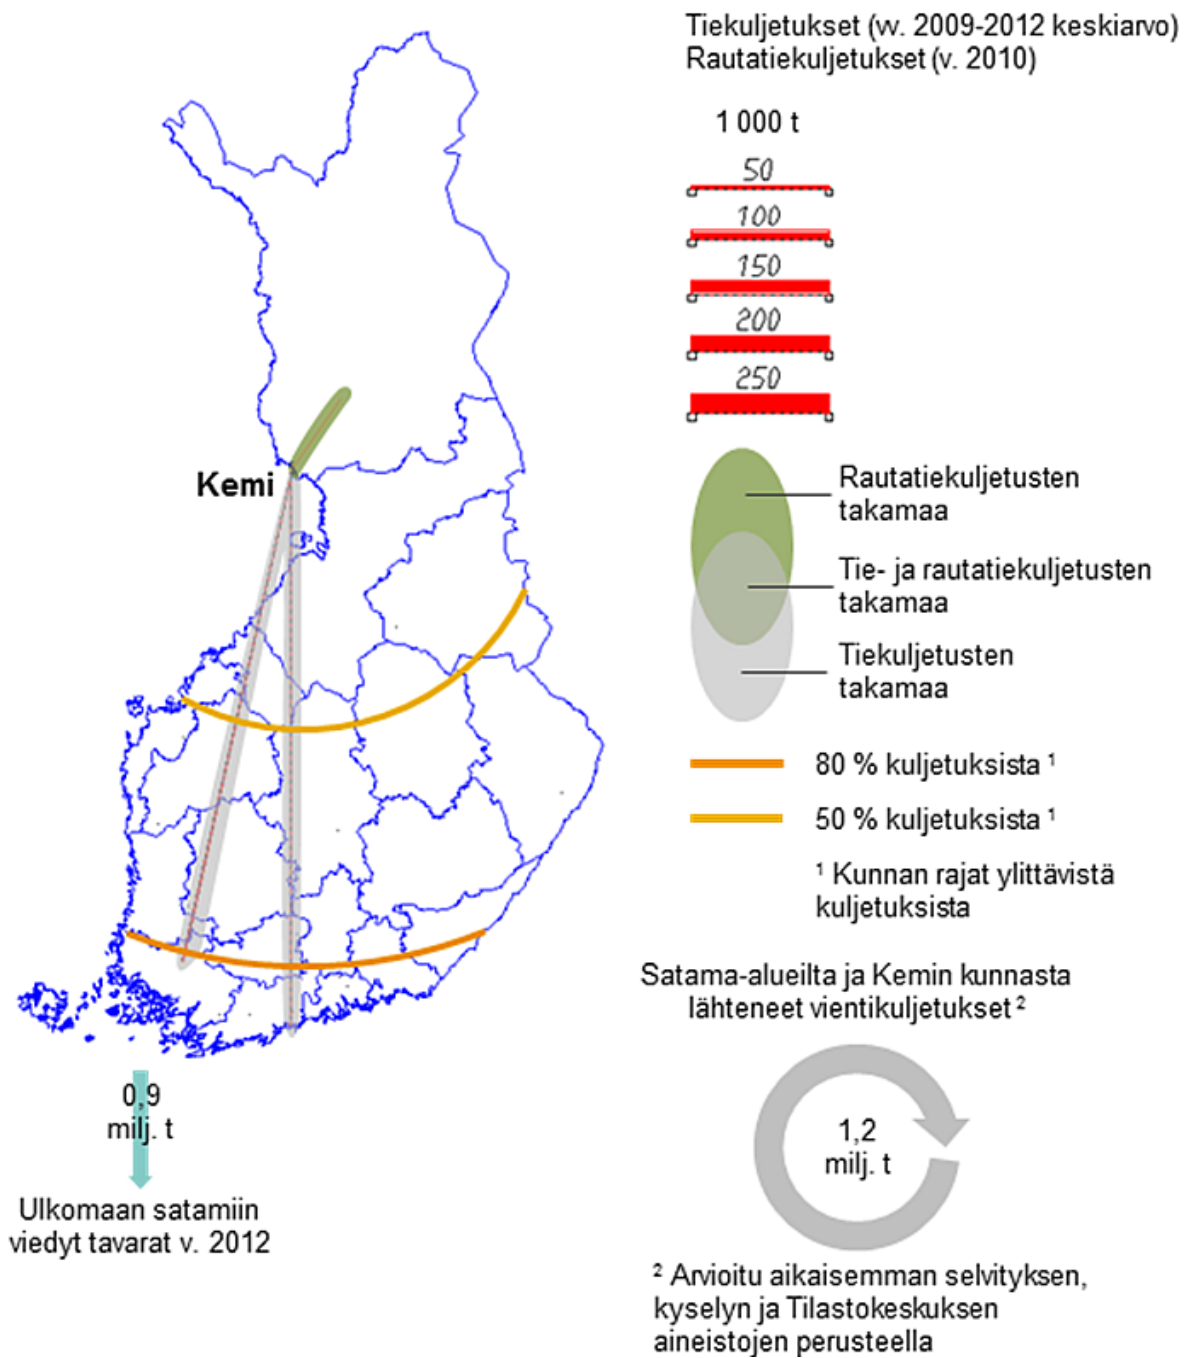 Tiekuljetukset (vv. 2009-2012 keskiarvo)
Rautatiekuljetukset (v. 2010)
1 000 t
50
100
150
200
250
Kemi
Rautatiekuljetusten
takamaa
Tie- ja rautatiekuljetusten
takamaa
Tiekuljetusten
takamaa
80 % kuljetuksista ¹
50 % kuljetuksista ¹
¹ Kunnan rajat ylittävistä
kuljetuksista
Satama-alueilta ja Kemin kunnasta
lähteneet vientikuljetukset ²
1,2
milj. t
0,9
milj. t
Ulkomaan satamiin
viedyt tavarat v. 2012
² Arvioitu aikaisemman selvityksen,
kyselyn ja Tilastokeskuksen
aineistojen perusteella